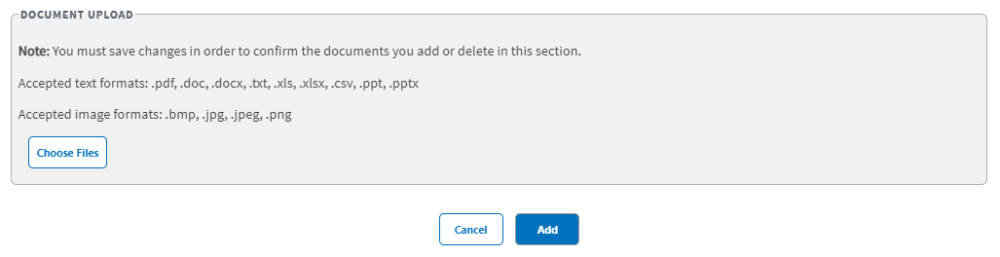 DOCUMENT UPLOAD
Note: You must save changes in order to confirm the documents you add or delete in this section.
Accepted text formats: .pdf, .doc, .docx, .txt, .xls, .xlsx, .csv, .ppt, .pptx
Accepted image formats: .bmp, .jpg, .jpeg, .png
Choose Files
Cancel
Add